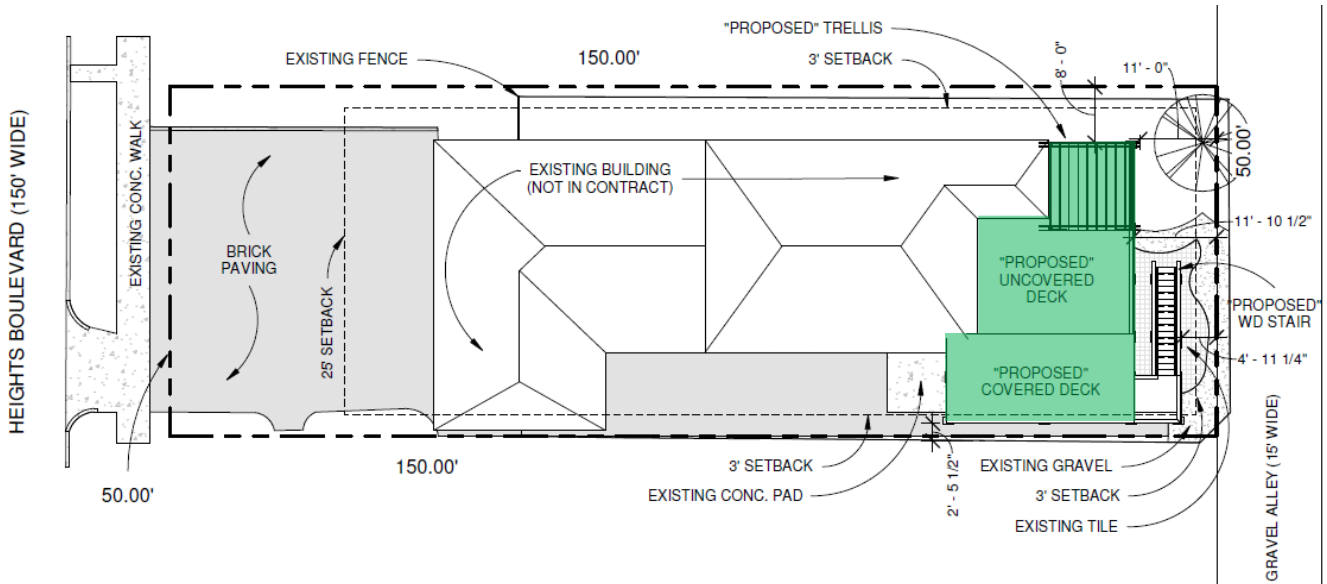 "PROPOSED" TRELLIS
EXISTING FENCE
150.00'
3' SETBACK
8' - 0"
11' - 0"
HEIGHTS BOULEVARD (150' WIDE)
EXISTING CONC. WALK
50.00'
EXISTING BUILDING
(NOT IN CONTRACT)
BRICK
PAVING
25' SETBACK
11' - 10 1/2"
"PROPOSED"
UNCOVERED
DECK
"PROPOSED"
WD STAIR
4' - 11 1/4"
"PROPOSED"
COVERED DECK
150.00'
50.00'
3' SETBACK
EXISTING CONC. PAD
2' - 5 1/2"
EXISTING GRAVEL
3' SETBACK
EXISTING TILE
GRAVEL ALLEY (15' WIDE)